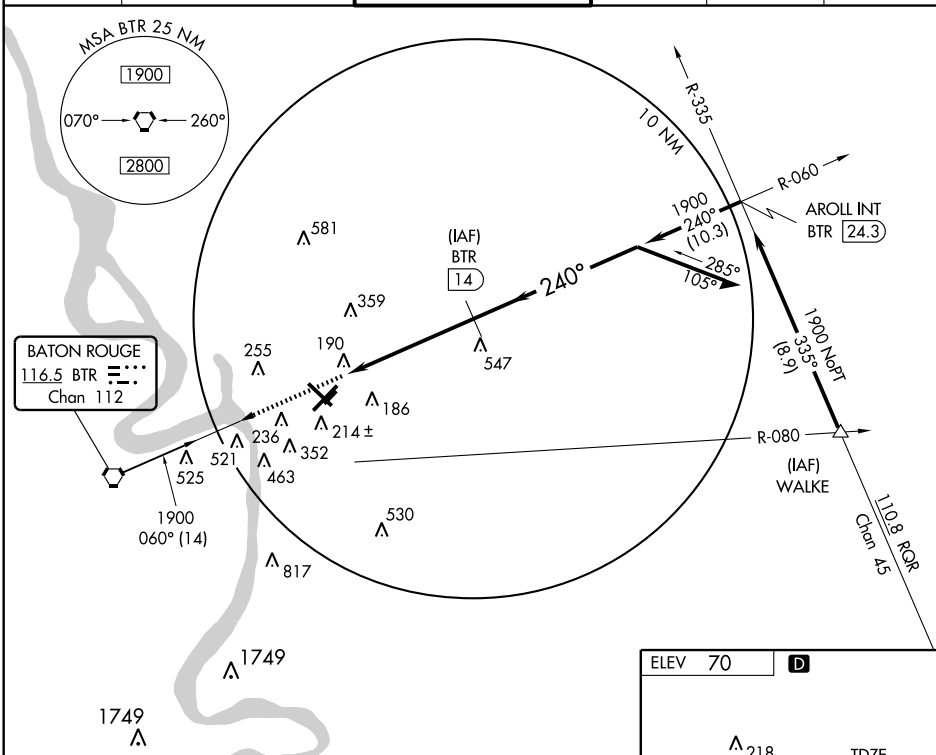 MSA BTR 25 NM
1900
070° 260°
2800
10 NM
R-335
R-060
AROLL INT
BTR 24.3
1900
240°
(10.3)
285°
105°
581
(IAF)
BTR
14
240°
359
1900 NoPT
335°
(8.9)
BATON ROUGE
116.5 BTR
Chan 112
255
190
547
186
236
214 ±
521
352
525
463
R-080
(IAF)
WALKE
1900
060° (14)
530
110.8 RQR
Chan 45
817
1749
1749
ELEV 70 D
218
TDZE